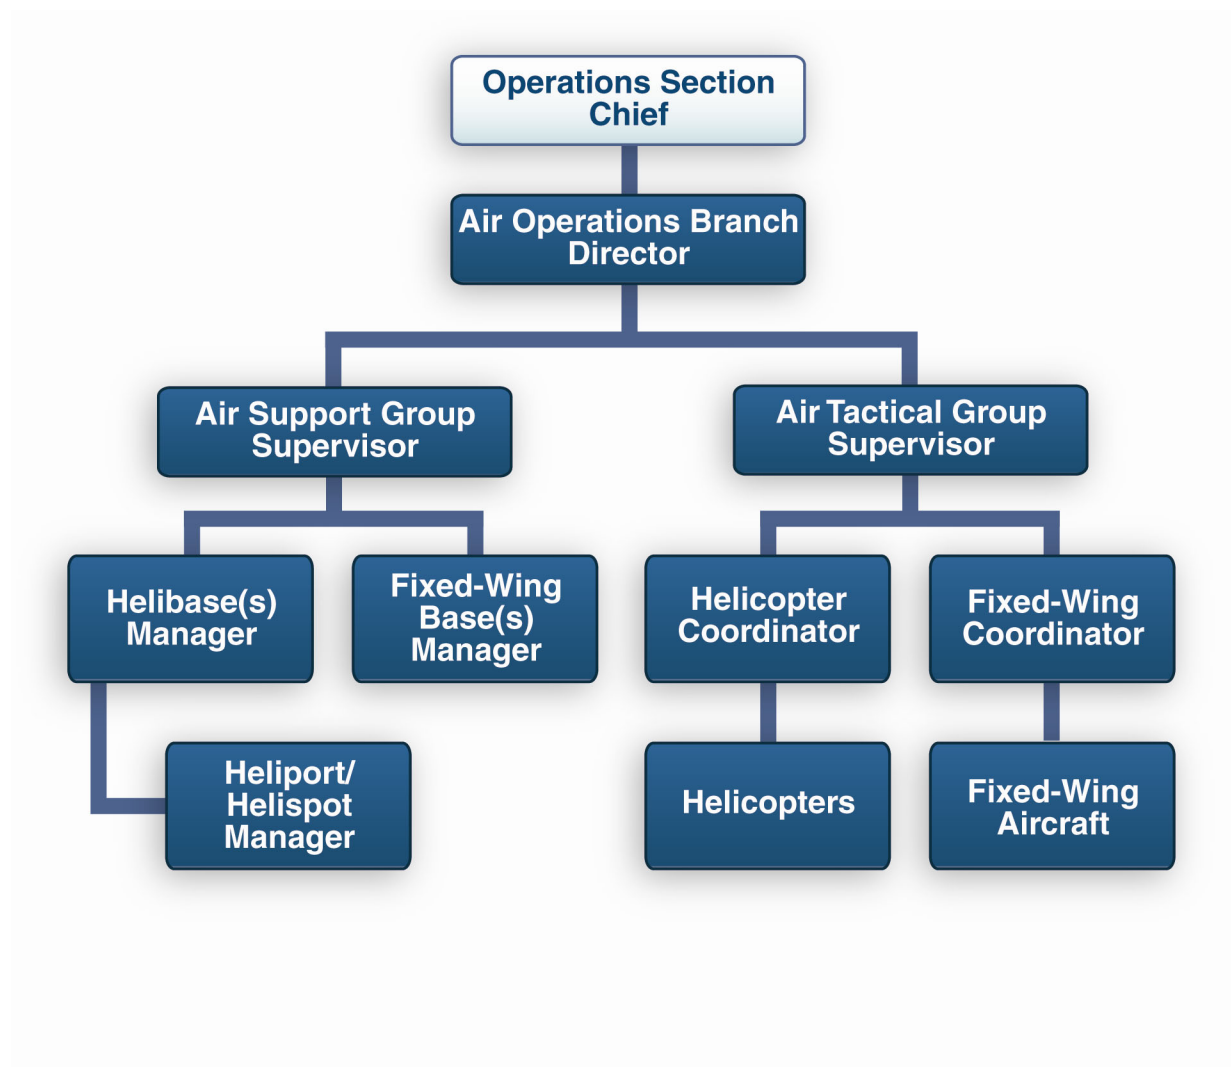 Operations Section
Chief
Air Operations Branch
Director
Air Support Group
Supervisor
Air Tactical Group
Supervisor
Helibase(s)
Manager
Fixed-Wing
Base(s)
Manager
Helicopter
Coordinator
Fixed-Wing
Coordinator
Heliport/
Helispot
Manager
Helicopters
Fixed-Wing
Aircraft